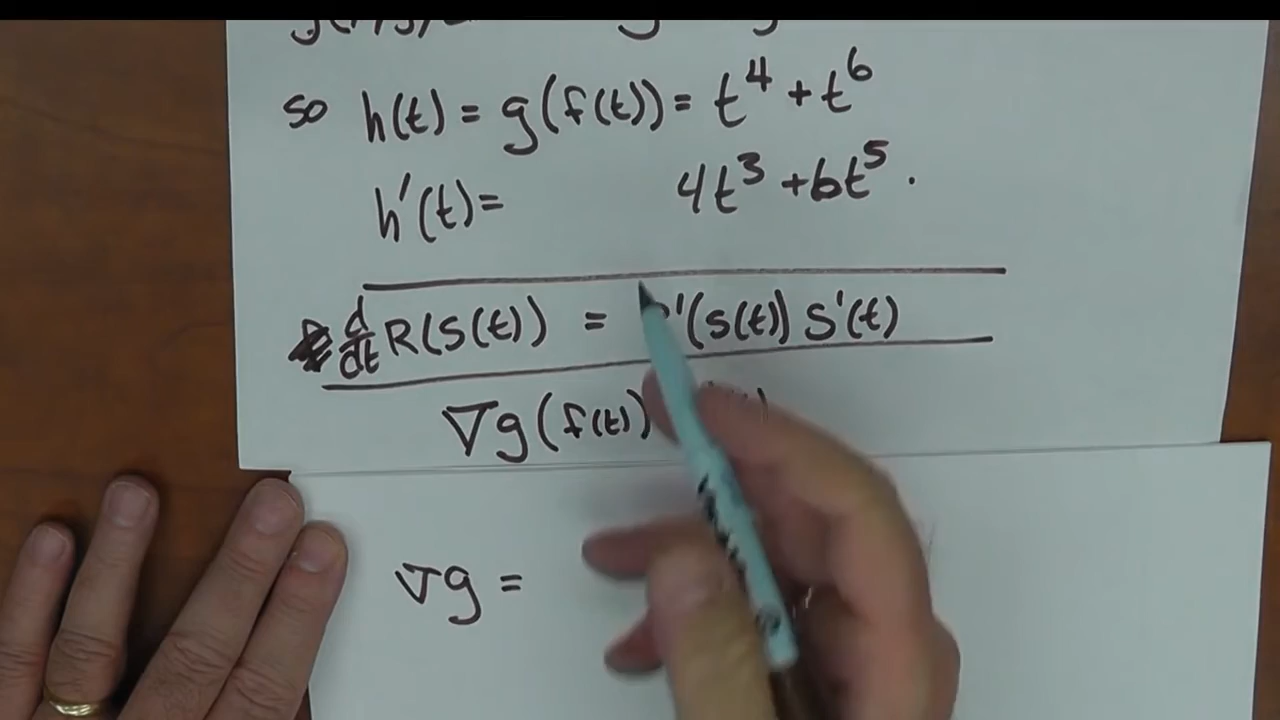 so h(t) = g(f(t)) = t⁴ + t⁶
h'(t) = 4t³ + 6t⁵ .
d/dt R(S(t)) = '(s(t)) S'(t)
∇g(f(t))
∇g =